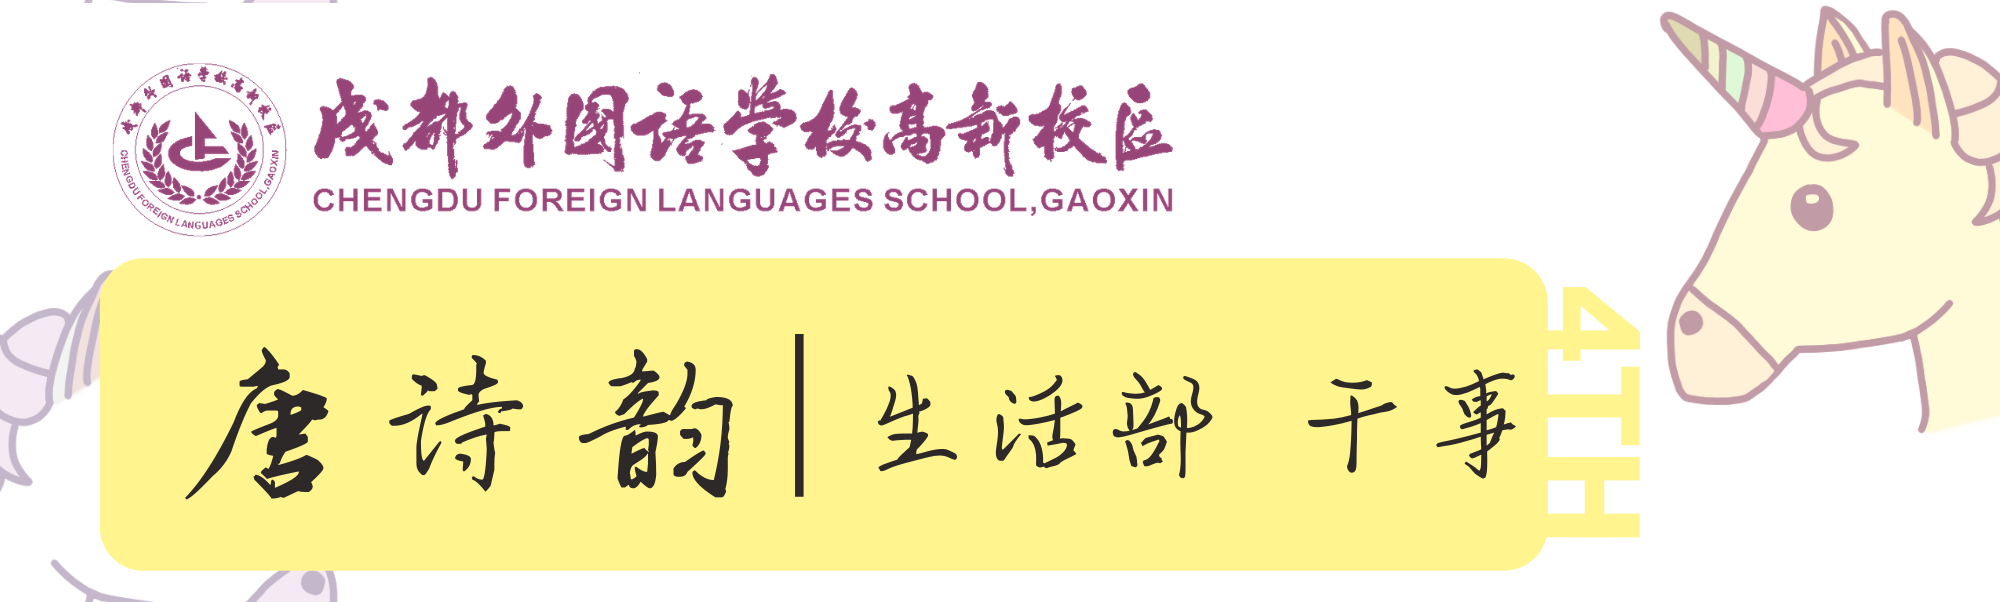 成都外国语学校高新校区
CHENGDU FOREIGN LANGUAGES SCHOOL,GAOXIN
成都外国语学校高新校区
CHENGDU FOREIGN LANGUAGES SCHOOL,GAOXIN
唐诗韵|生活部 干事
4TH